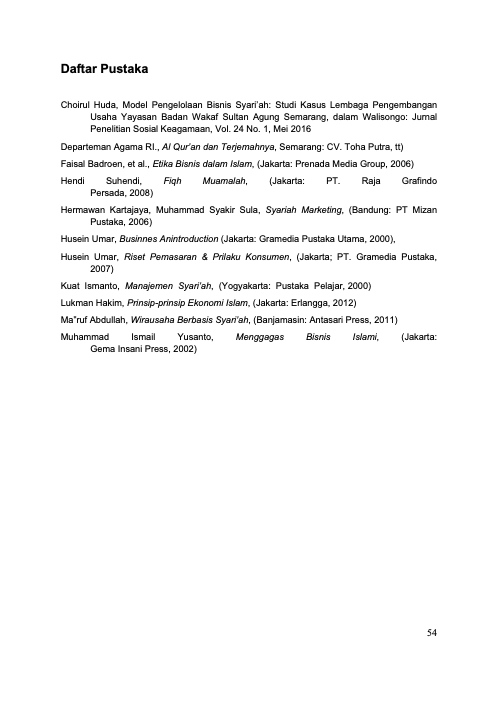 Daftar Pustaka
Choirul Huda, Model Pengelolaan Bisnis Syari'ah: Studi Kasus Lembaga Pengembangan
Usaha Yayasan Badan Wakaf Sultan Agung Semarang, dalam Walisongo: Jurnal
Penelitian Sosial Keagamaan, Vol. 24 No. 1, Mei 2016
Departeman Agama RI., Al Qur'an dan Terjemahnya, Semarang: CV. Toha Putra, tt)
Faisal Badroen, et al., Etika Bisnis dalam Islam, (Jakarta: Prenada Media Group, 2006)
Hendi Suhendi, Fiqh Muamalah, (Jakarta: PT. Raja Grafindo
Persada, 2008)
Hermawan Kartajaya, Muhammad Syakir Sula, Syariah Marketing, (Bandung: PT Mizan
Pustaka, 2006)
Husein Umar, Businnes Anintroduction (Jakarta: Gramedia Pustaka Utama, 2000),
Husein Umar, Riset Pemasaran & Prilaku Konsumen, (Jakarta; PT. Gramedia Pustaka,
2007)
Kuat Ismanto, Manajemen Syari'ah, (Yogyakarta: Pustaka Pelajar, 2000)
Lukman Hakim, Prinsip-prinsip Ekonomi Islam, (Jakarta: Erlangga, 2012)
Ma"ruf Abdullah, Wirausaha Berbasis Syari'ah, (Banjamasin: Antasari Press, 2011)
Muhammad Ismail Yusanto, Menggagas Bisnis Islami, (Jakarta:
Gema Insani Press, 2002)
54